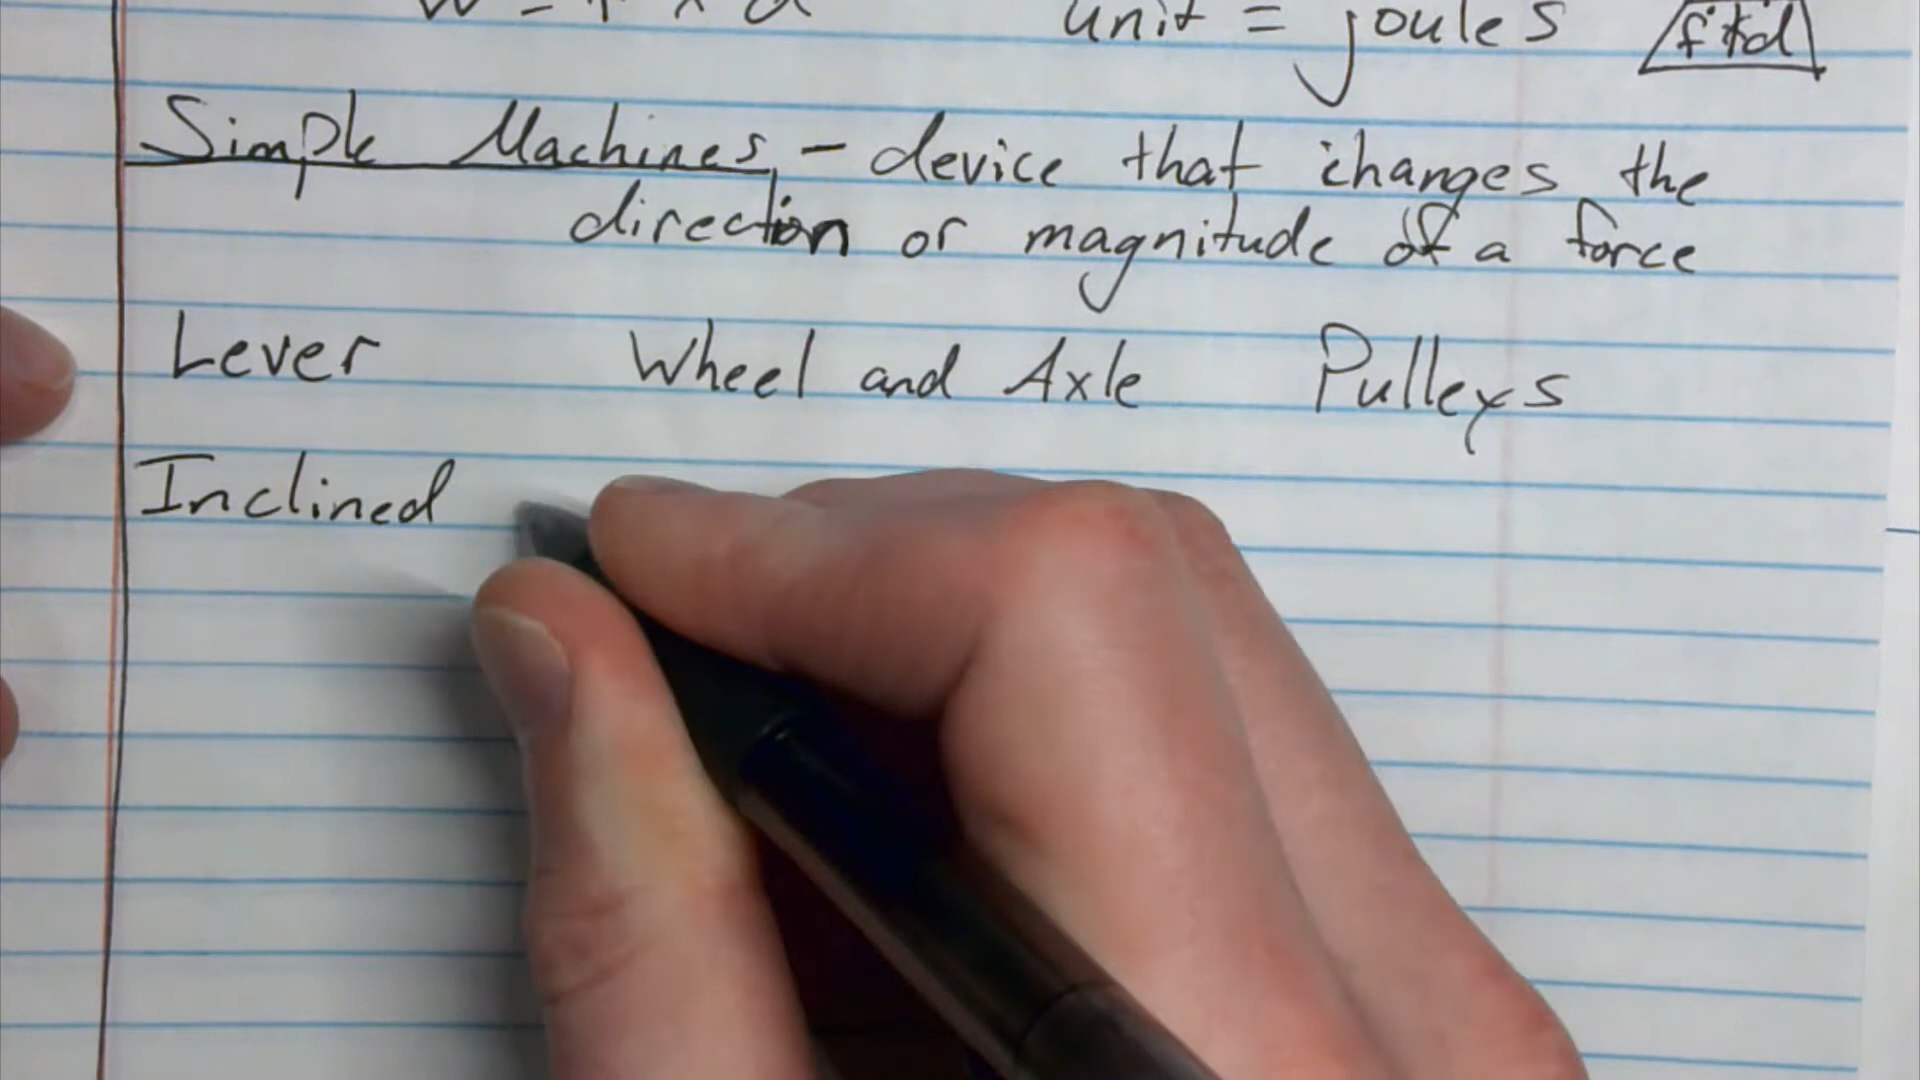 W = F x d unit = joules f*d
Simple Machines - device that changes the
direction or magnitude of a force
Lever Wheel and Axle Pulleys
Inclined